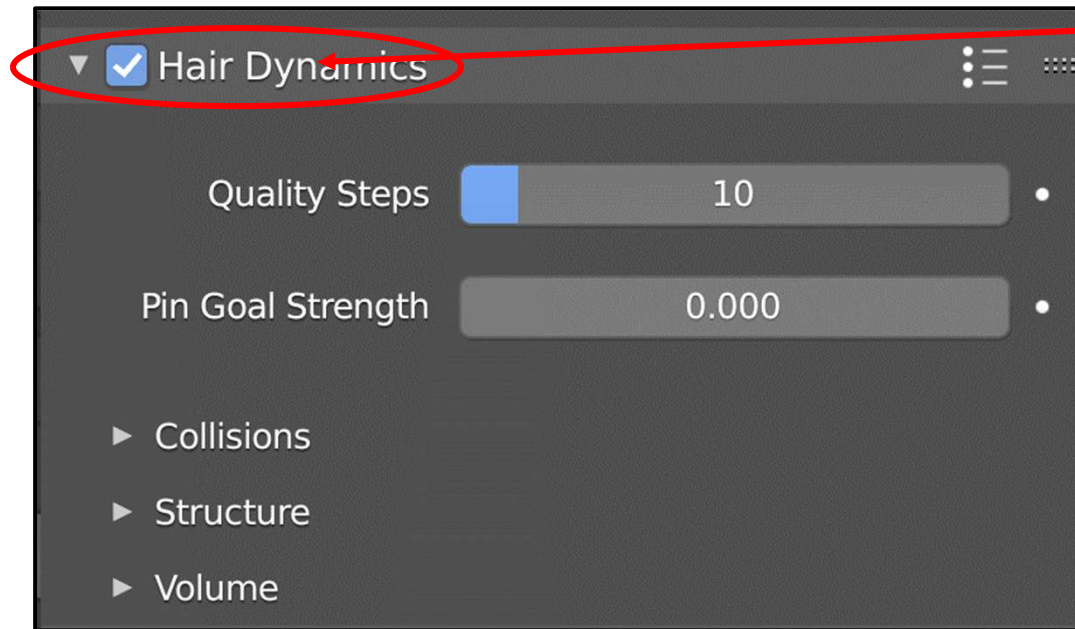 Hair Dynamics
Quality Steps 10
Pin Goal Strength 0.000
Collisions
Structure
Volume